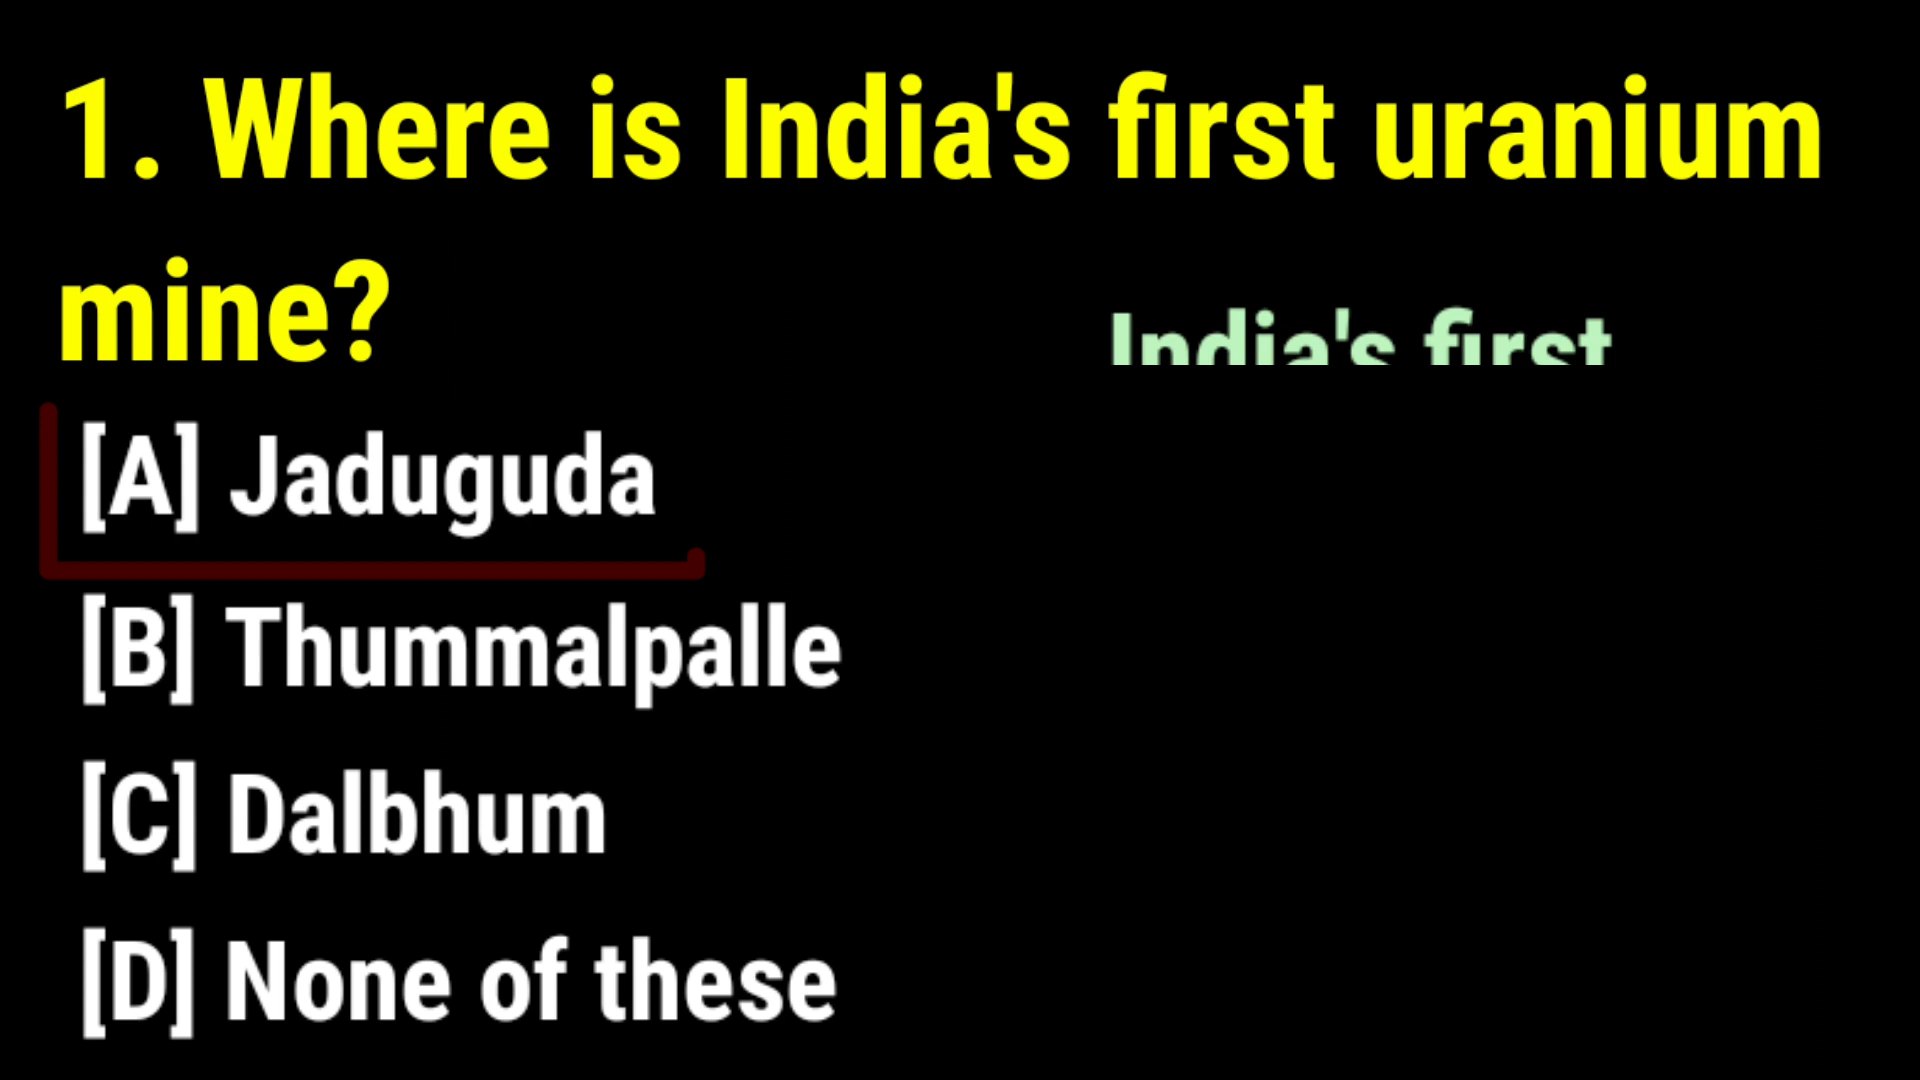 1. Where is India's first uranium
mine?
India's first
[A] Jaduguda
[B] Thummalpalle
[C] Dalbhum
[D] None of these